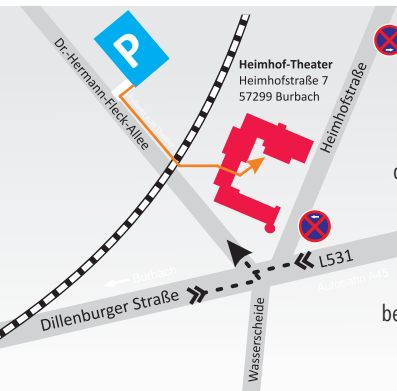 P
Dr.-Hermann-Fleck-Allee
Heimhof-Theater
Heimhofstraße 7
57299 Burbach
Heimhofstraße
Burbach
L531
Autobahn A45
Dillenburger Straße
Wasserscheide
be